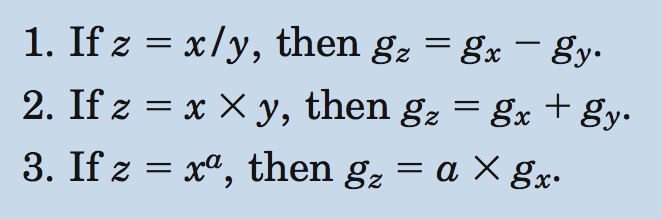 1. If z = x/y, then g_z = g_x − g_y.
2. If z = x × y, then g_z = g_x + g_y.
3. If z = x^a, then g_z = a × g_x.